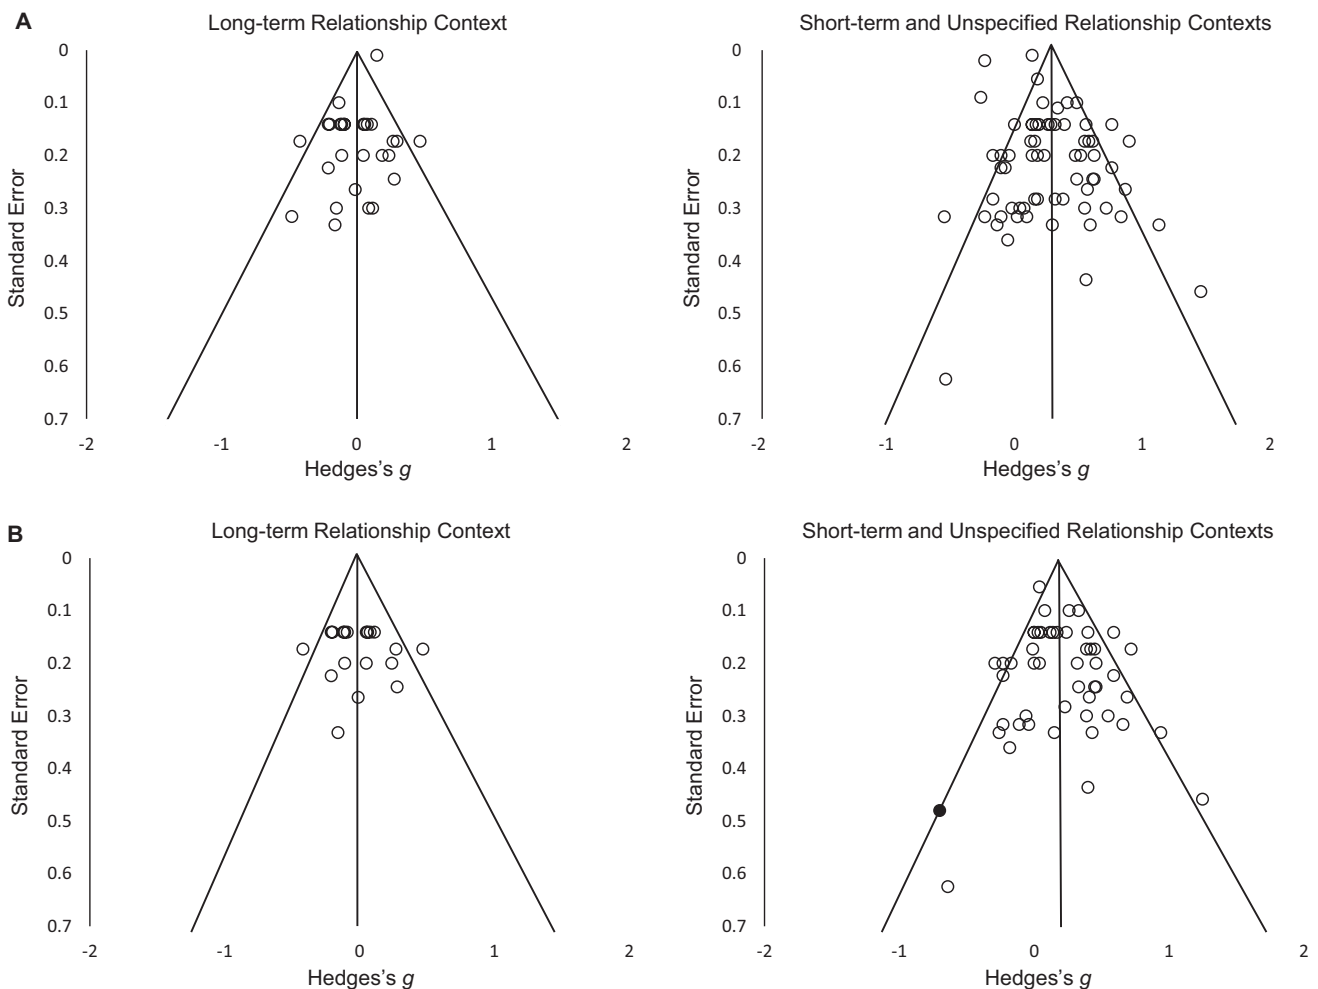 A
Long-term Relationship Context
Short-term and Unspecified Relationship Contexts
0
0.1
0.2
0.3
0.4
0.5
0.6
0.7
Standard Error
-2 -1 0 1 2
Hedges's g
0
0.1
0.2
0.3
0.4
0.5
0.6
0.7
Standard Error
-2 -1 0 1 2
Hedges's g
B
Long-term Relationship Context
Short-term and Unspecified Relationship Contexts
0
0.1
0.2
0.3
0.4
0.5
0.6
0.7
Standard Error
-2 -1 0 1 2
Hedges's g
0
0.1
0.2
0.3
0.4
0.5
0.6
0.7
Standard Error
-2 -1 0 1 2
Hedges's g